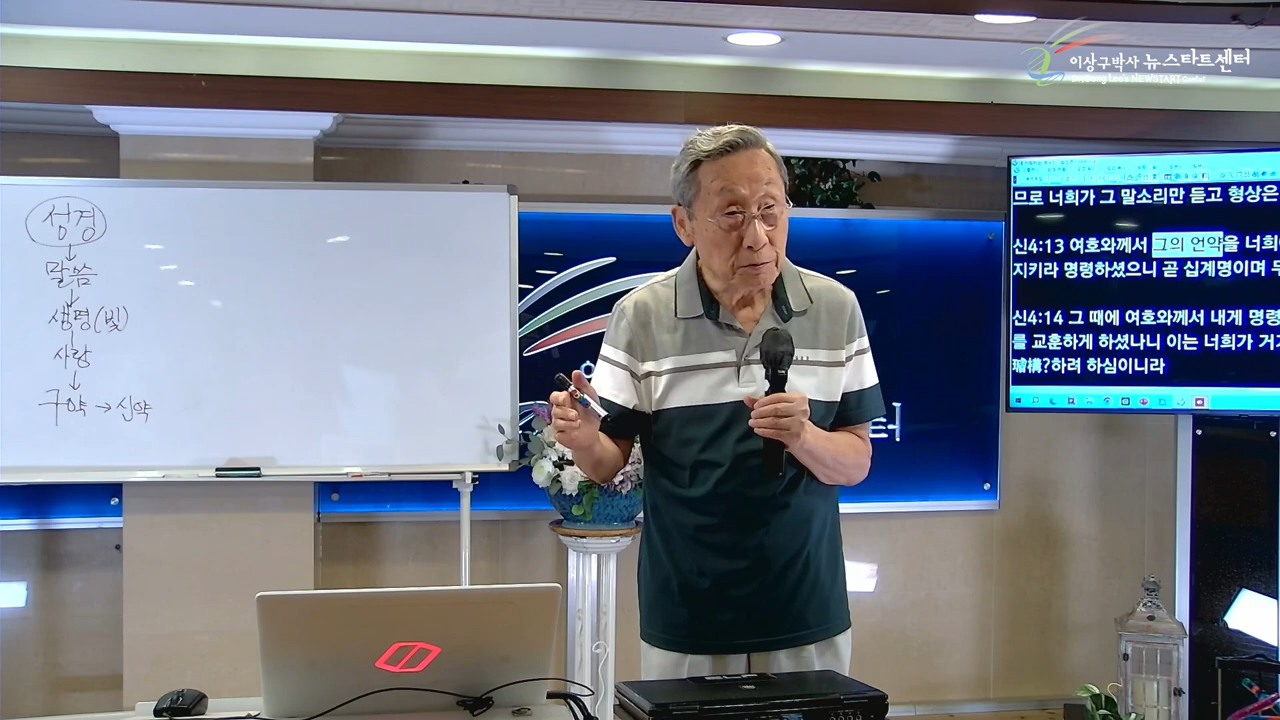 이상구박사 뉴스타트센터
성경
말씀
생명(빛)
사랑
구약 → 신약
므로 너희가 그 말소리만 듣고 형상은
신4:13 여호와께서 그의 언약을 너희
지키라 명령하셨으니 곧 십계명이며 두
신4:14 그 때에 여호와께서 내게 명령
를 교훈하게 하셨나니 이는 너희가 거
하려 하심이니라
터